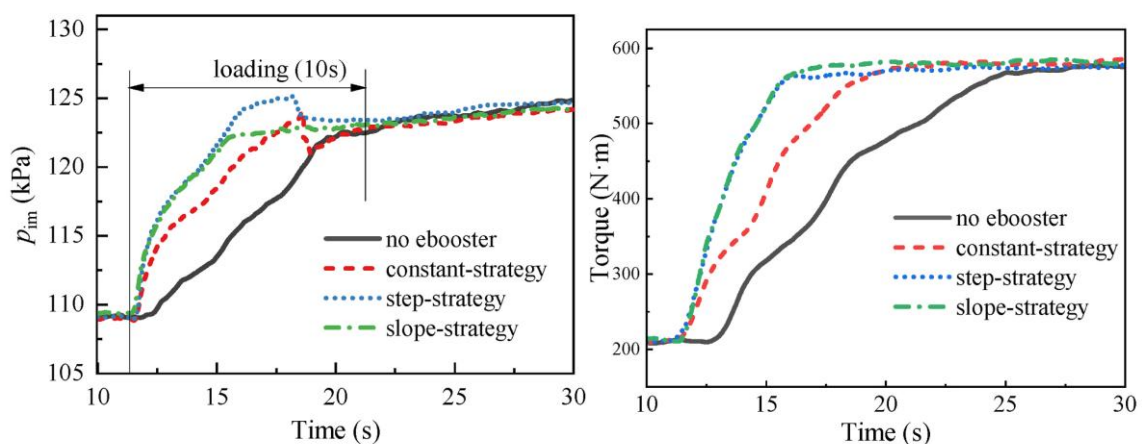 130
125
120
115
110
105
p_im (kPa)
loading (10s)
no ebooster
constant-strategy
step-strategy
slope-strategy
10 15 20 25 30
Time (s)
600
500
400
300
200
Torque (N·m)
no ebooster
constant-strategy
step-strategy
slope-strategy
10 15 20 25 30
Time (s)